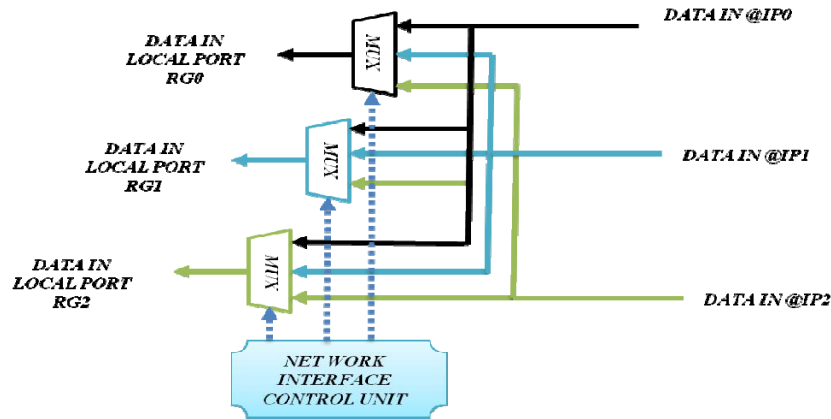 DATA IN @IP0
DATA IN
LOCAL PORT
RG0
MUX
DATA IN
LOCAL PORT
RG1
MUX
DATA IN @IP1
DATA IN
LOCAL PORT
RG2
MUX
DATA IN @IP2
NET WORK
INTERFACE
CONTROL UNIT